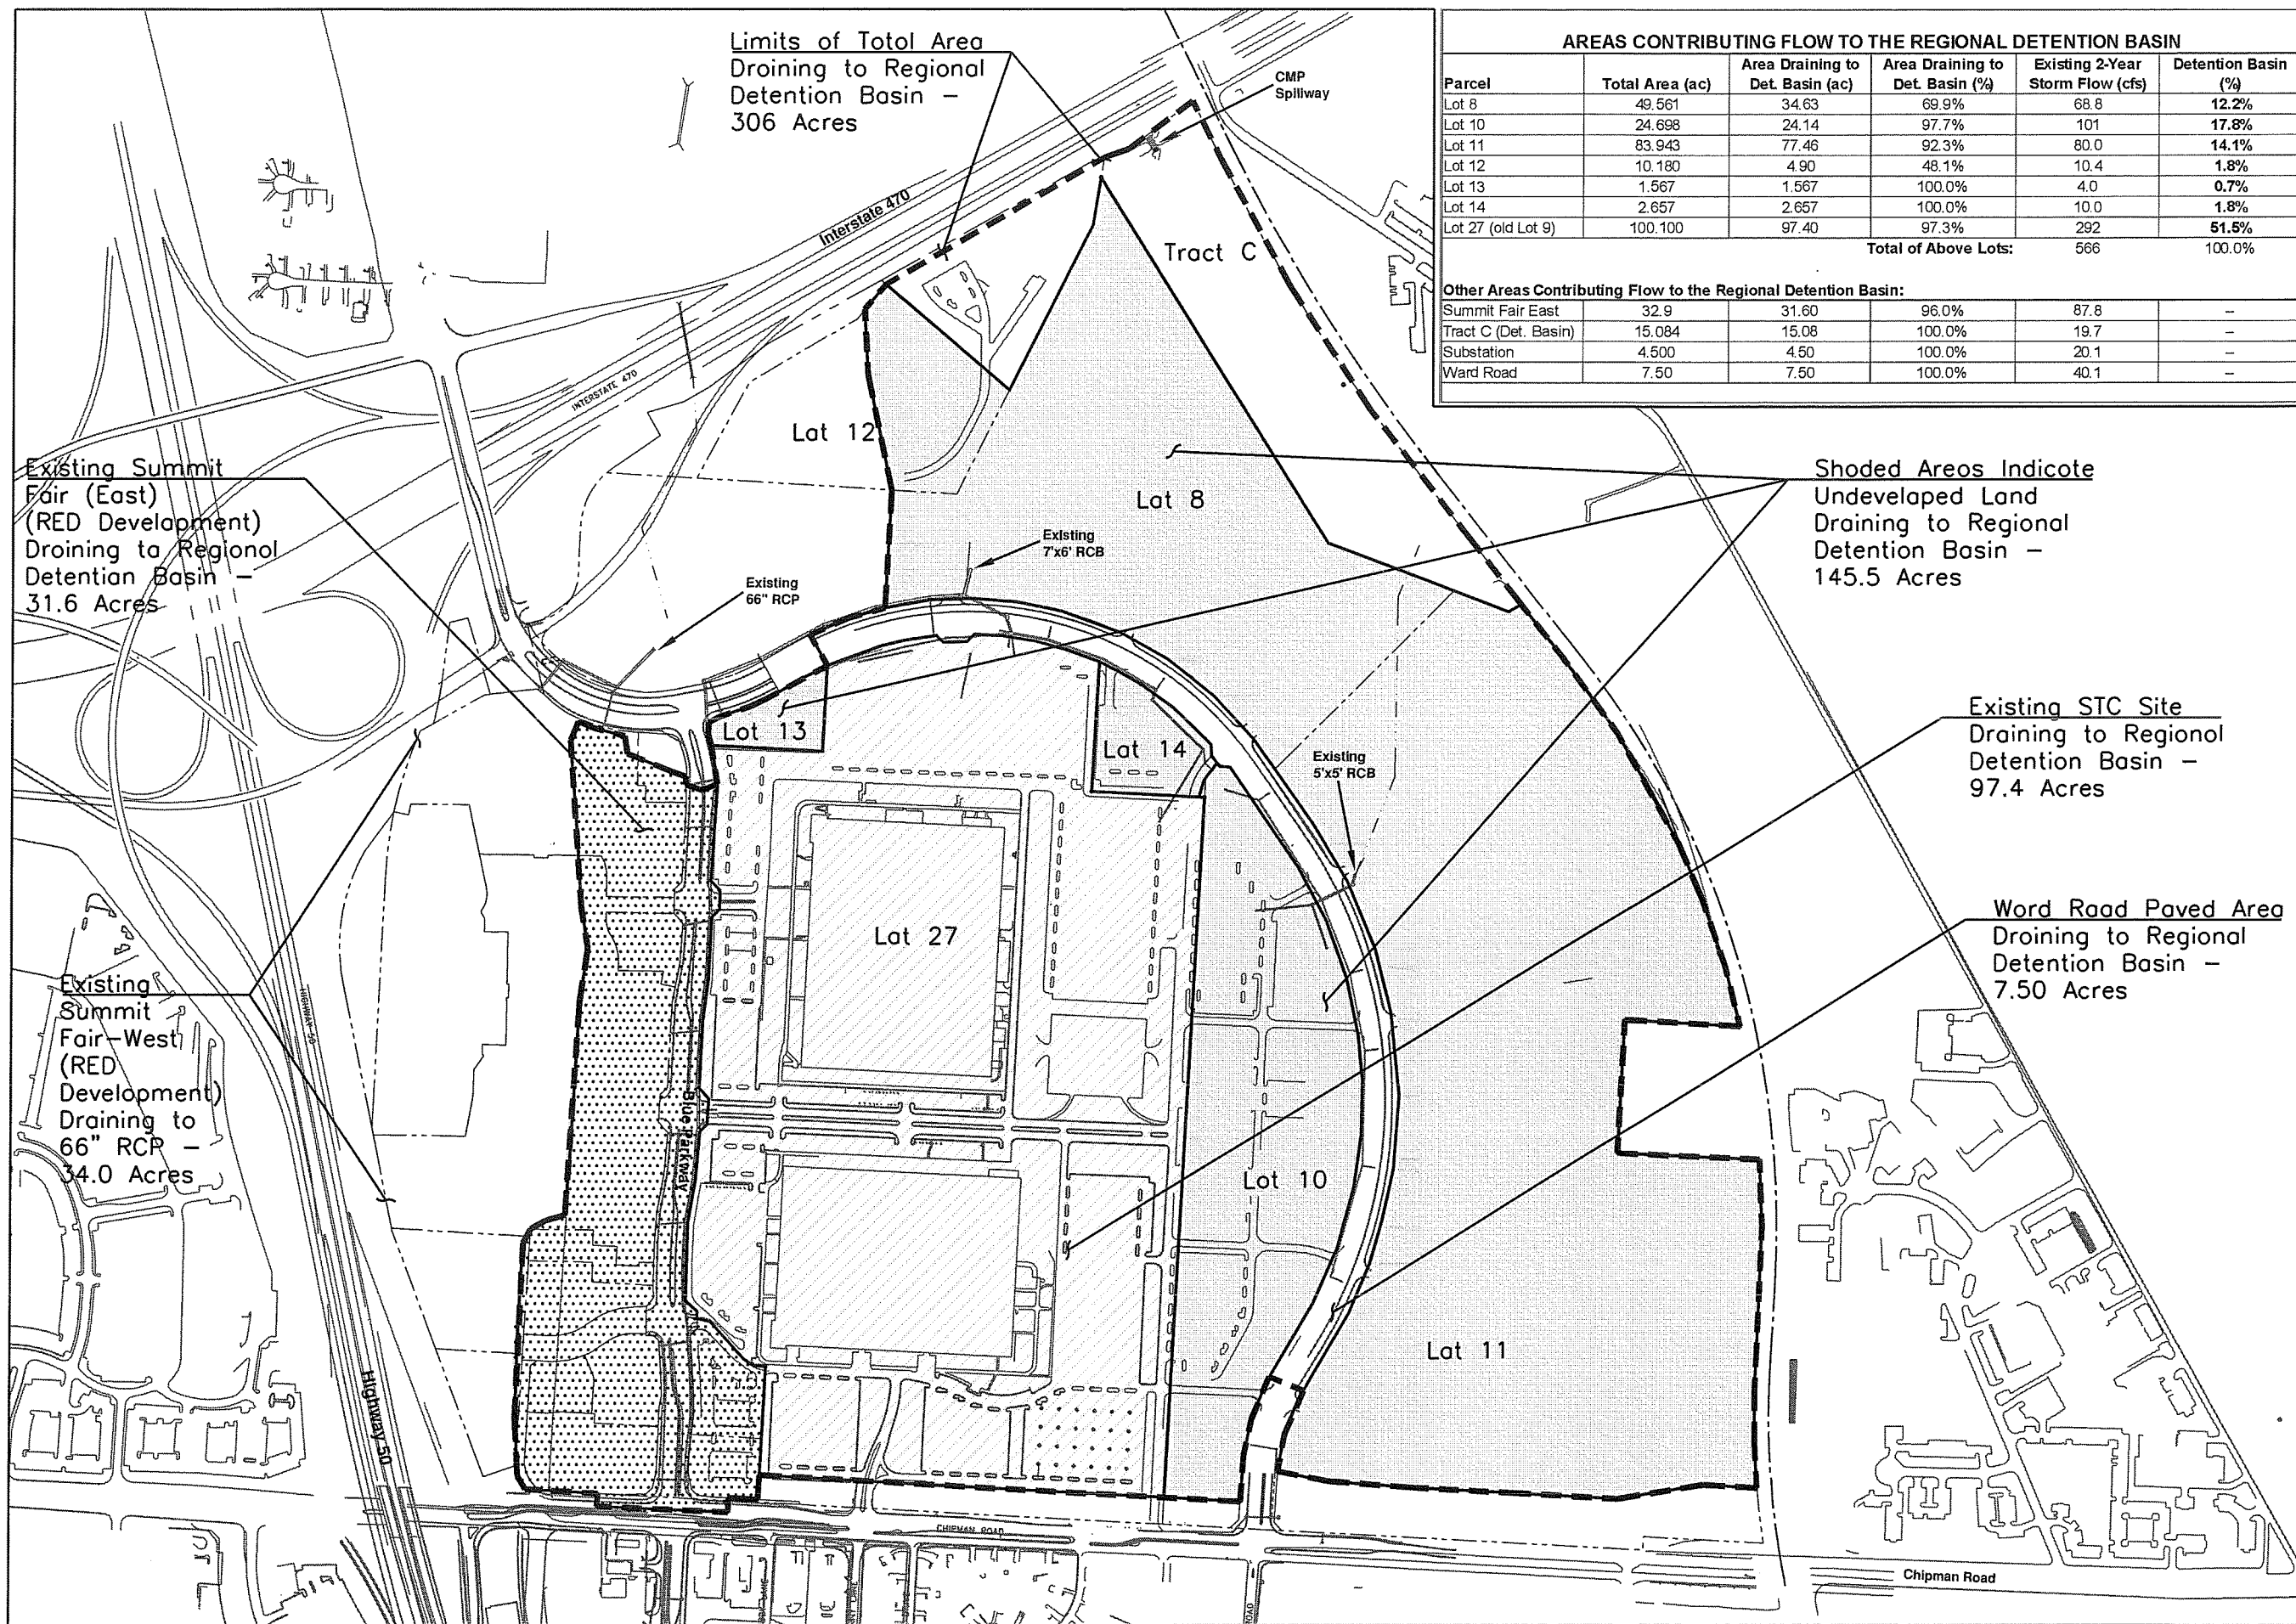 Limits of Totol Area
Droining to Regional
Detention Basin –
306 Acres
CMP
Spillway
AREAS CONTRIBUTING FLOW TO THE REGIONAL DETENTION BASIN
Parcel Total Area (ac) Area Draining to Det. Basin (ac) Area Draining to Det. Basin (%) Existing 2-Year Storm Flow (cfs) Detention Basin (%)
Lot 8 49.561 34.63 69.9% 68.8 12.2%
Lot 10 24.698 24.14 97.7% 101 17.8%
Lot 11 83.943 77.46 92.3% 80.0 14.1%
Lot 12 10.180 4.90 48.1% 10.4 1.8%
Lot 13 1.567 1.567 100.0% 4.0 0.7%
Lot 14 2.657 2.657 100.0% 10.0 1.8%
Lot 27 (old Lot 9) 100.100 97.40 97.3% 292 51.5%
Total of Above Lots: 566 100.0%
Other Areas Contributing Flow to the Regional Detention Basin:
Summit Fair East 32.9 31.60 96.0% 87.8 –
Tract C (Det. Basin) 15.084 15.08 100.0% 19.7 –
Substation 4.500 4.50 100.0% 20.1 –
Ward Road 7.50 7.50 100.0% 40.1 –
Interstate 470
INTERSTATE 470
Tract C
Lat 12
Lat 8
Existing Summit
Fair (East)
(RED Development)
Droining ta Regionol
Detentian Basin –
31.6 Acres
Shoded Areos Indicote
Undevelaped Land
Draining to Regional
Detention Basin –
145.5 Acres
Existing
7'x6' RCB
Existing
66" RCP
Lot 13
Lat 14
Existing
5'x5' RCB
Existing STC Site
Draining to Regionol
Detention Basin –
97.4 Acres
Lat 27
Word Raad Paved Area
Droining to Regional
Detention Basin –
7.50 Acres
Existing
Summit
Fair-West
(RED
Development)
Draining to
66" RCP –
34.0 Acres
HIGHWAY 50
Blue Parkway
Lot 10
Lat 11
Highway 50
CHIPMAN ROAD
Chipman Road
ROAD